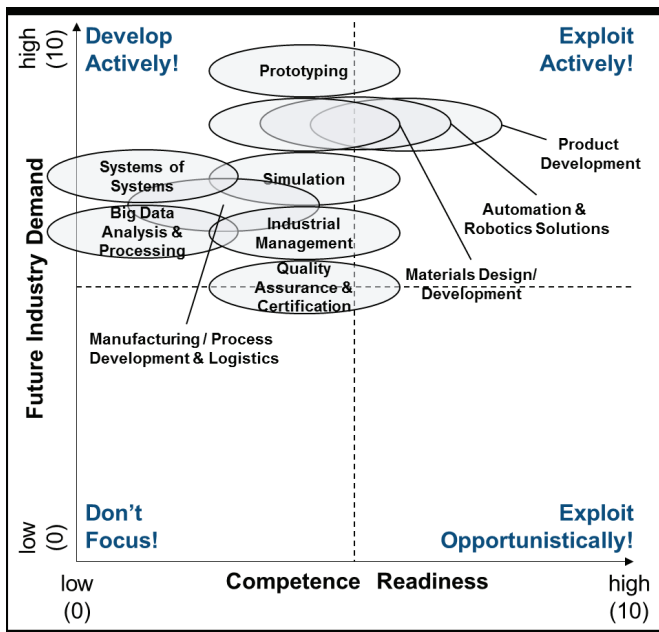 high
(10)
Develop
Actively!
Exploit
Actively!
Prototyping
Product
Development
Systems of
Systems
Simulation
Automation &
Robotics Solutions
Big Data
Analysis &
Processing
Industrial
Management
Quality
Assurance &
Certification
Materials Design/
Development
Manufacturing / Process
Development & Logistics
Future Industry Demand
Don’t
Focus!
Exploit
Opportunistically!
low
(0)
low
(0)
Competence Readiness
high
(10)